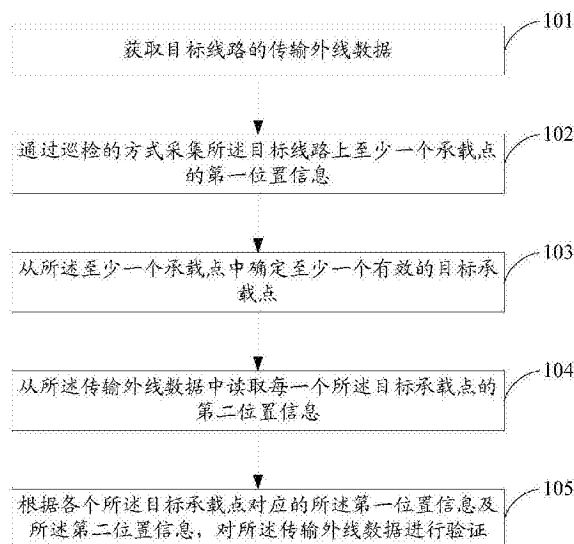 101
获取目标线路的传输外线数据
102
通过巡检的方式采集所述目标线路上至少一个承载点
的第一位置信息
103
从所述至少一个承载点中确定至少一个有效的目标承
载点
104
从所述传输外线数据中读取每一个所述目标承载点的
第二位置信息
105
根据各个所述目标承载点对应的所述第一位置信息及
所述第二位置信息，对所述传输外线数据进行验证